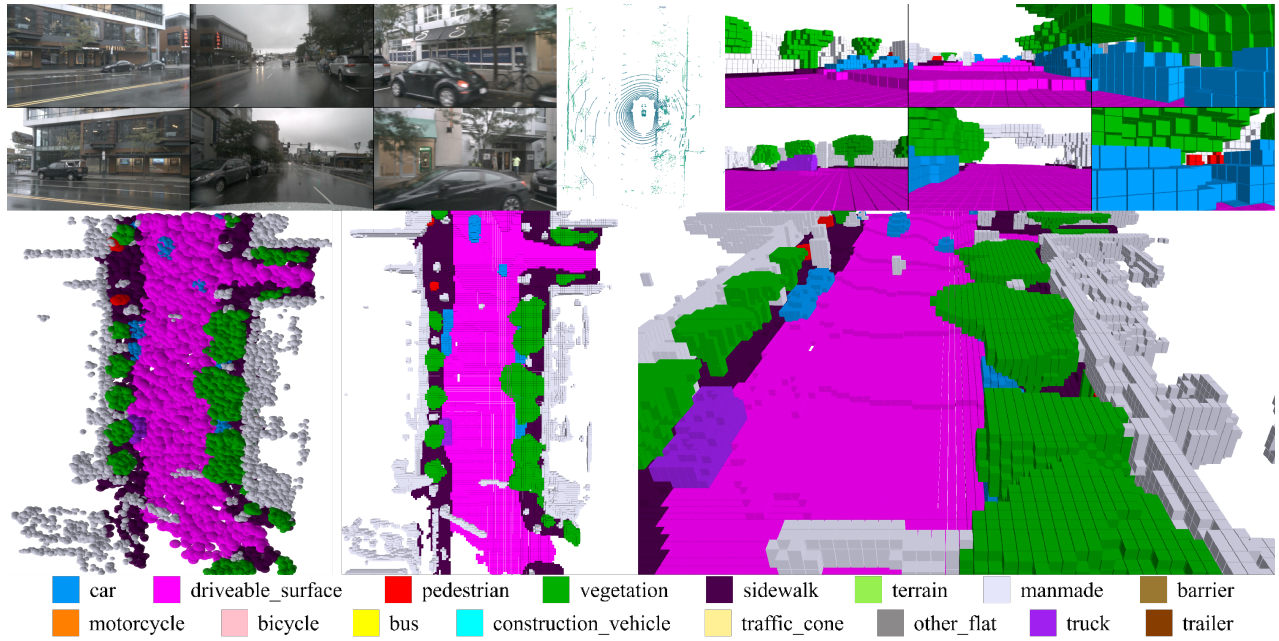 car driveable_surface pedestrian vegetation sidewalk terrain manmade barrier
motorcycle bicycle bus construction_vehicle traffic_cone other_flat truck trailer